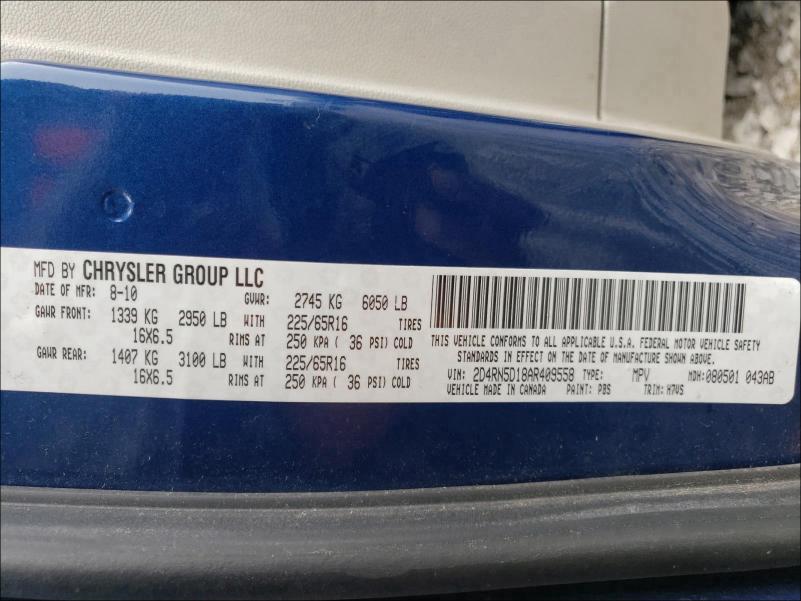 MFD BY CHRYSLER GROUP LLC
DATE OF MFR: 8-10 GVWR: 2745 KG 6050 LB
GAWR FRONT: 1339 KG 2950 LB WITH 225/65R16 TIRES
16X6.5 RIMS AT 250 KPA ( 36 PSI) COLD
GAWR REAR: 1407 KG 3100 LB WITH 225/65R16 TIRES
16X6.5 RIMS AT 250 KPA ( 36 PSI) COLD
THIS VEHICLE CONFORMS TO ALL APPLICABLE U.S.A. FEDERAL MOTOR VEHICLE SAFETY
STANDARDS IN EFFECT ON THE DATE OF MANUFACTURE SHOWN ABOVE.
VIN: 2D4RN5D18AR409558 TYPE: MPV MDH: 080501 043AB
VEHICLE MADE IN CANADA PAINT: PBS TRIM: H7VS